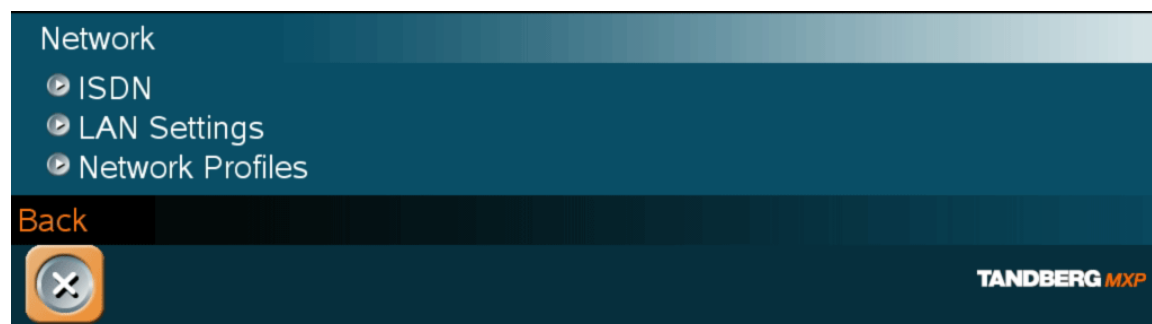 Network
ISDN
LAN Settings
Network Profiles
Back
TANDBERG MXP